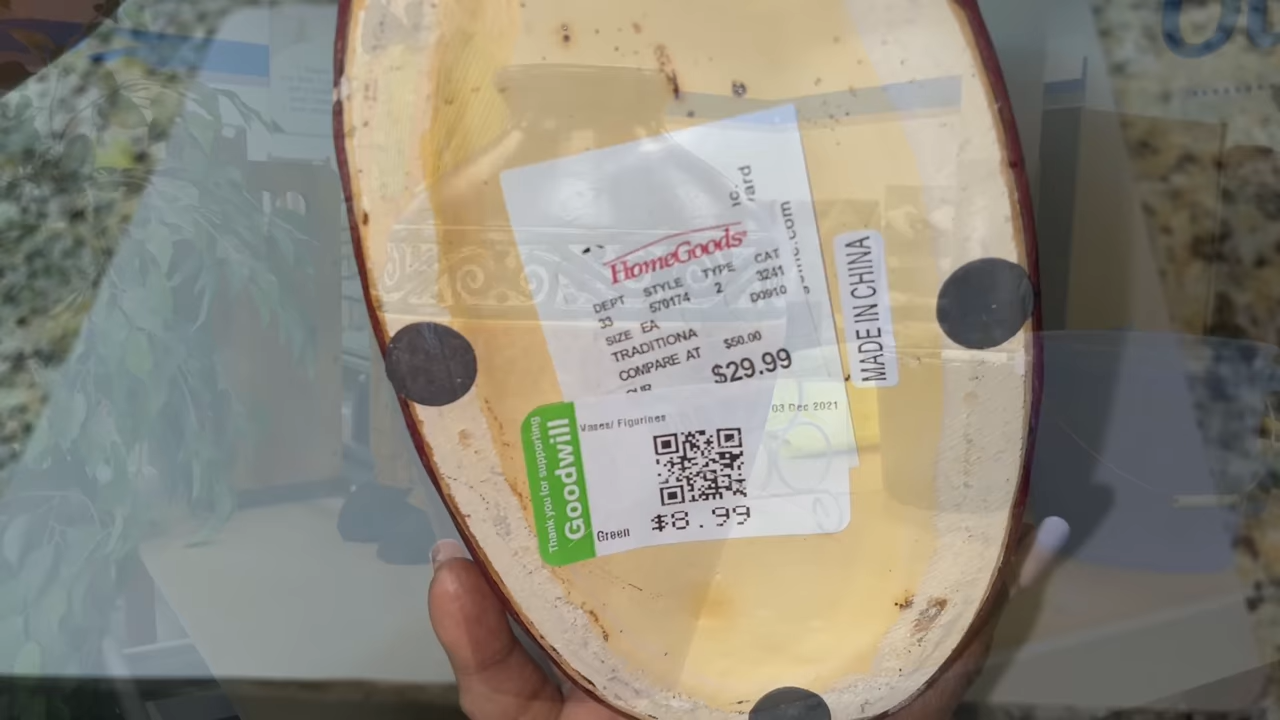 HomeGoods
DEPT STYLE TYPE CAT
33 570174 2 3241
D0910
SIZE EA
TRADITIONA
COMPARE AT $50.00
OUR $29.99
MADE IN CHINA
Thank you for supporting
Goodwill
Vases/ Figurines
03 Dec 2021
Green
$8.99